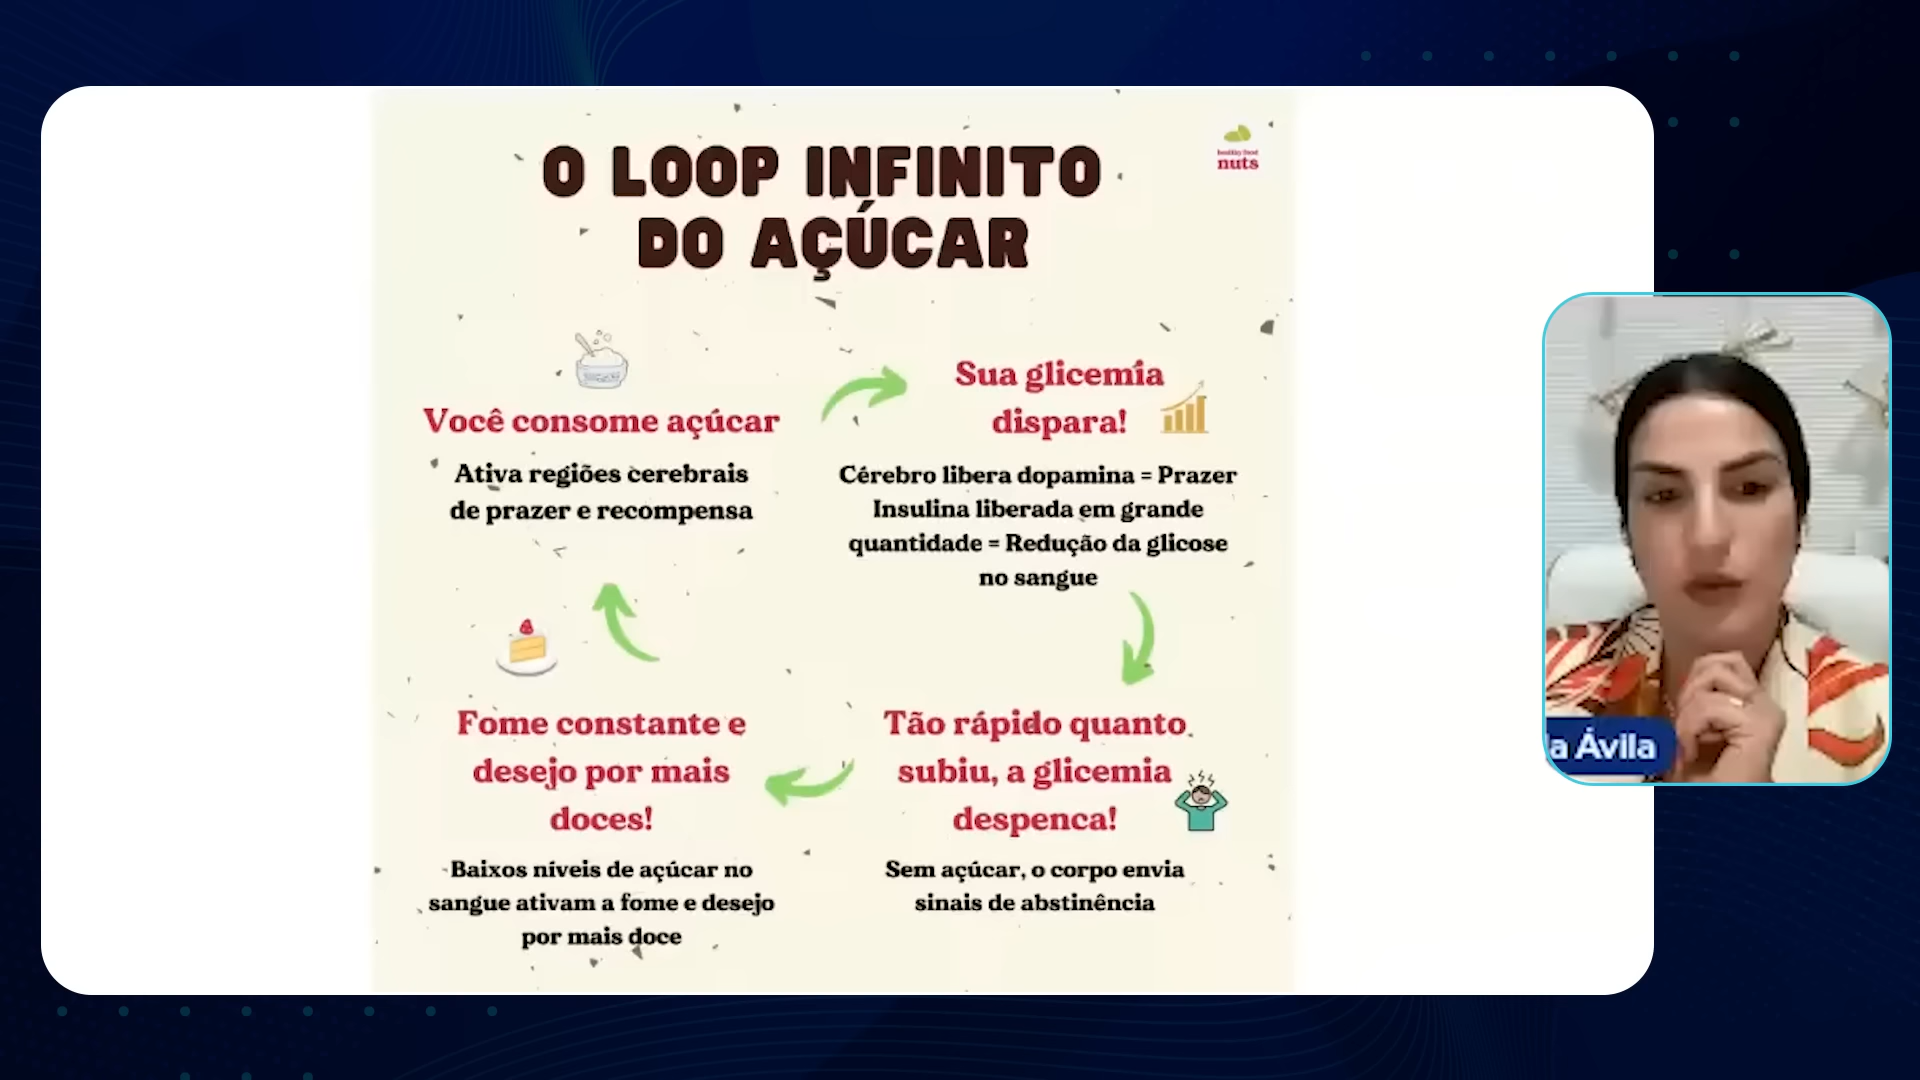 O LOOP INFINITO
DO AÇÚCAR
healthy food
nuts
Você consome açúcar
Ativa regiões cerebrais
de prazer e recompensa
Sua glicemia
dispara!
Cérebro libera dopamina = Prazer
Insulina liberada em grande
quantidade = Redução da glicose
no sangue
Tão rápido quanto
subiu, a glicemia
despenca!
Sem açúcar, o corpo envia
sinais de abstinência
Fome constante e
desejo por mais
doces!
Baixos níveis de açúcar no
sangue ativam a fome e desejo
por mais doce
la Ávila